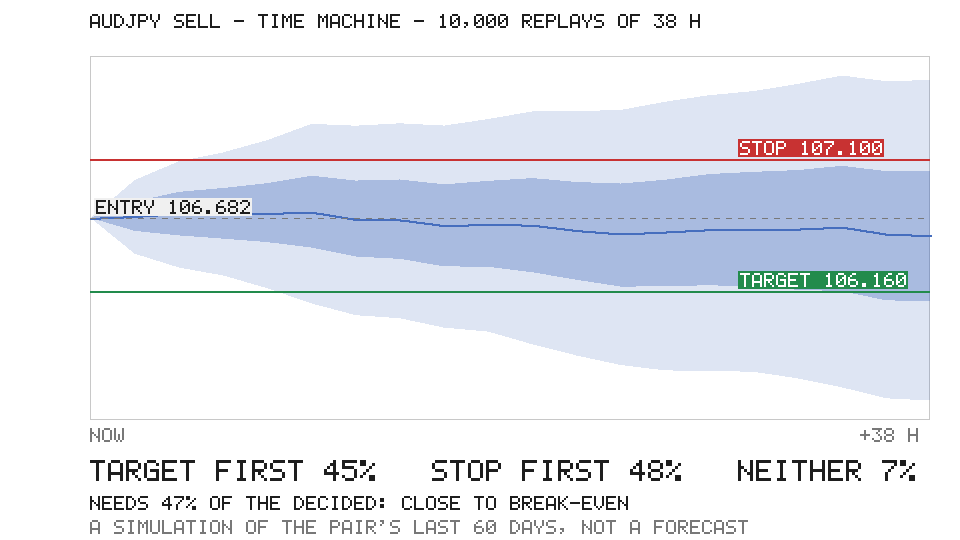 AUDJPY SELL - TIME MACHINE - 10,000 REPLAYS OF 38 H
STOP 107.100
ENTRY 106.682
TARGET 106.160
NOW
+38 H
TARGET FIRST 45% STOP FIRST 48% NEITHER 7%
NEEDS 47% OF THE DECIDED: CLOSE TO BREAK-EVEN
A SIMULATION OF THE PAIR'S LAST 60 DAYS, NOT A FORECAST